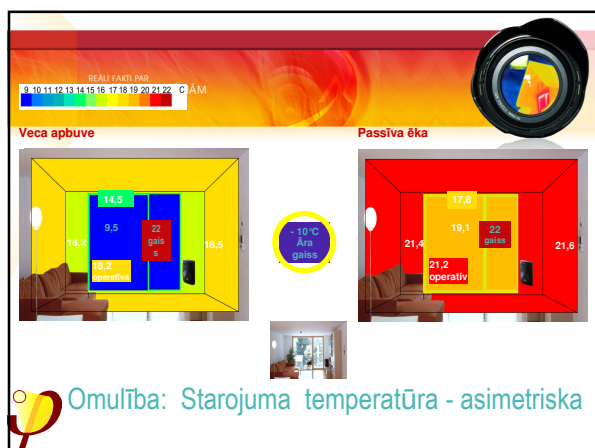 REĀLI FAKTI PAR
9 10 11 12 13 14 15 16 17 18 19 20 21 22 C ĀM
Veca apbuve
Passīva ēka
14,5
9,5
22
gais
s
16,2
18,5
18,2
operatīva
- 10°C
Āra
gaiss
17,8
19,1
22
gaiss
21,4
21,6
21,2
operativ
Omulība: Starojuma temperatūra - asimetriska